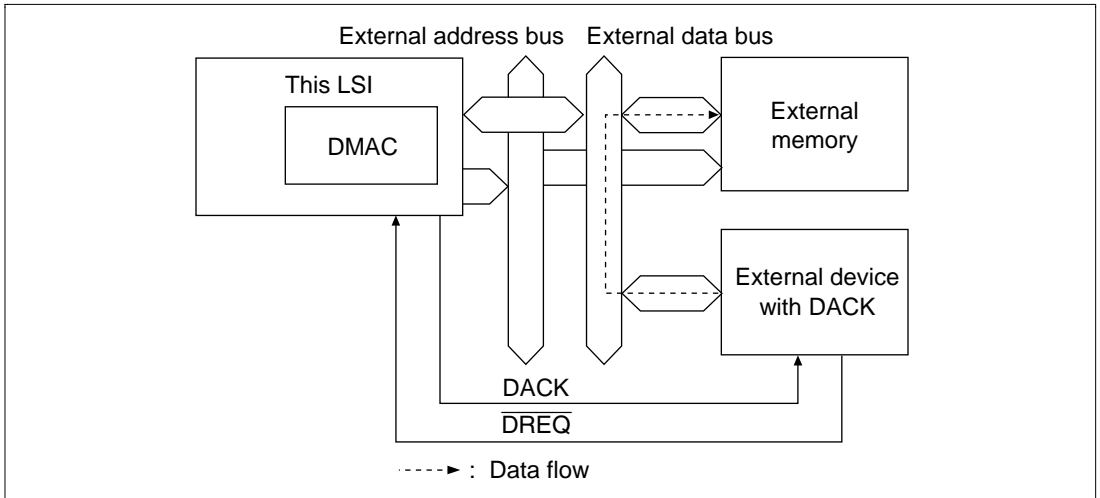 External address bus
External data bus
This LSI
DMAC
External
memory
External device
with DACK
DACK
DREQ
: Data flow